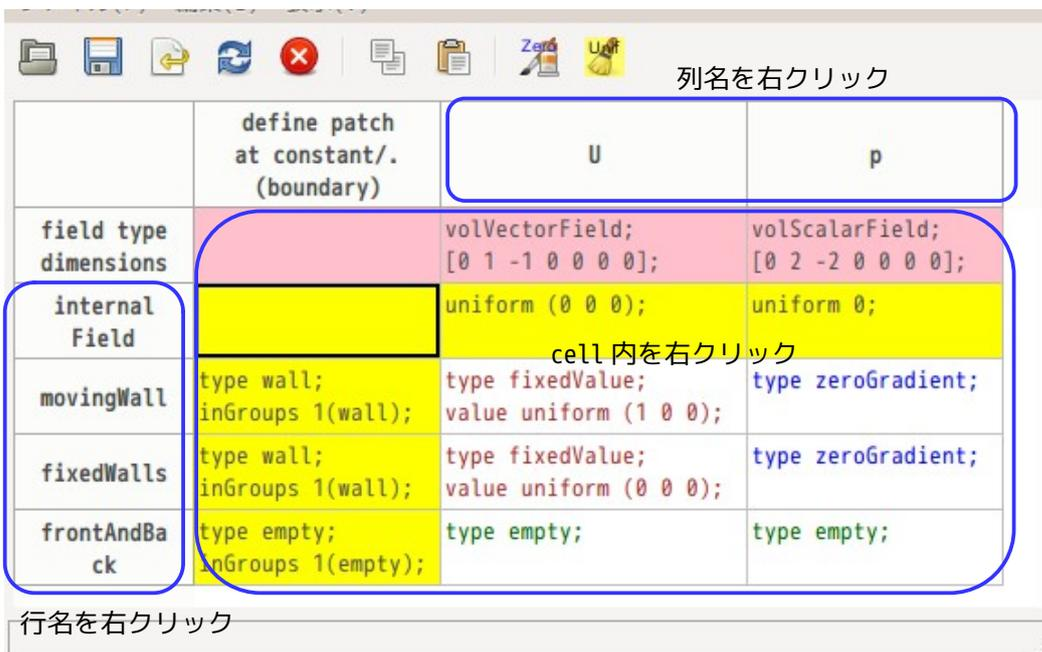 Zero Unif
列名を右クリック
define patch
at constant/.
(boundary)
U
p
field type
dimensions
volVectorField;
[0 1 -1 0 0 0 0];
volScalarField;
[0 2 -2 0 0 0 0];
internal
Field
uniform (0 0 0);
uniform 0;
cell 内を右クリック
movingWall
type wall;
inGroups 1(wall);
type fixedValue;
value uniform (1 0 0);
type zeroGradient;
fixedWalls
type wall;
inGroups 1(wall);
type fixedValue;
value uniform (0 0 0);
type zeroGradient;
frontAndBa
ck
type empty;
inGroups 1(empty);
type empty;
type empty;
行名を右クリック